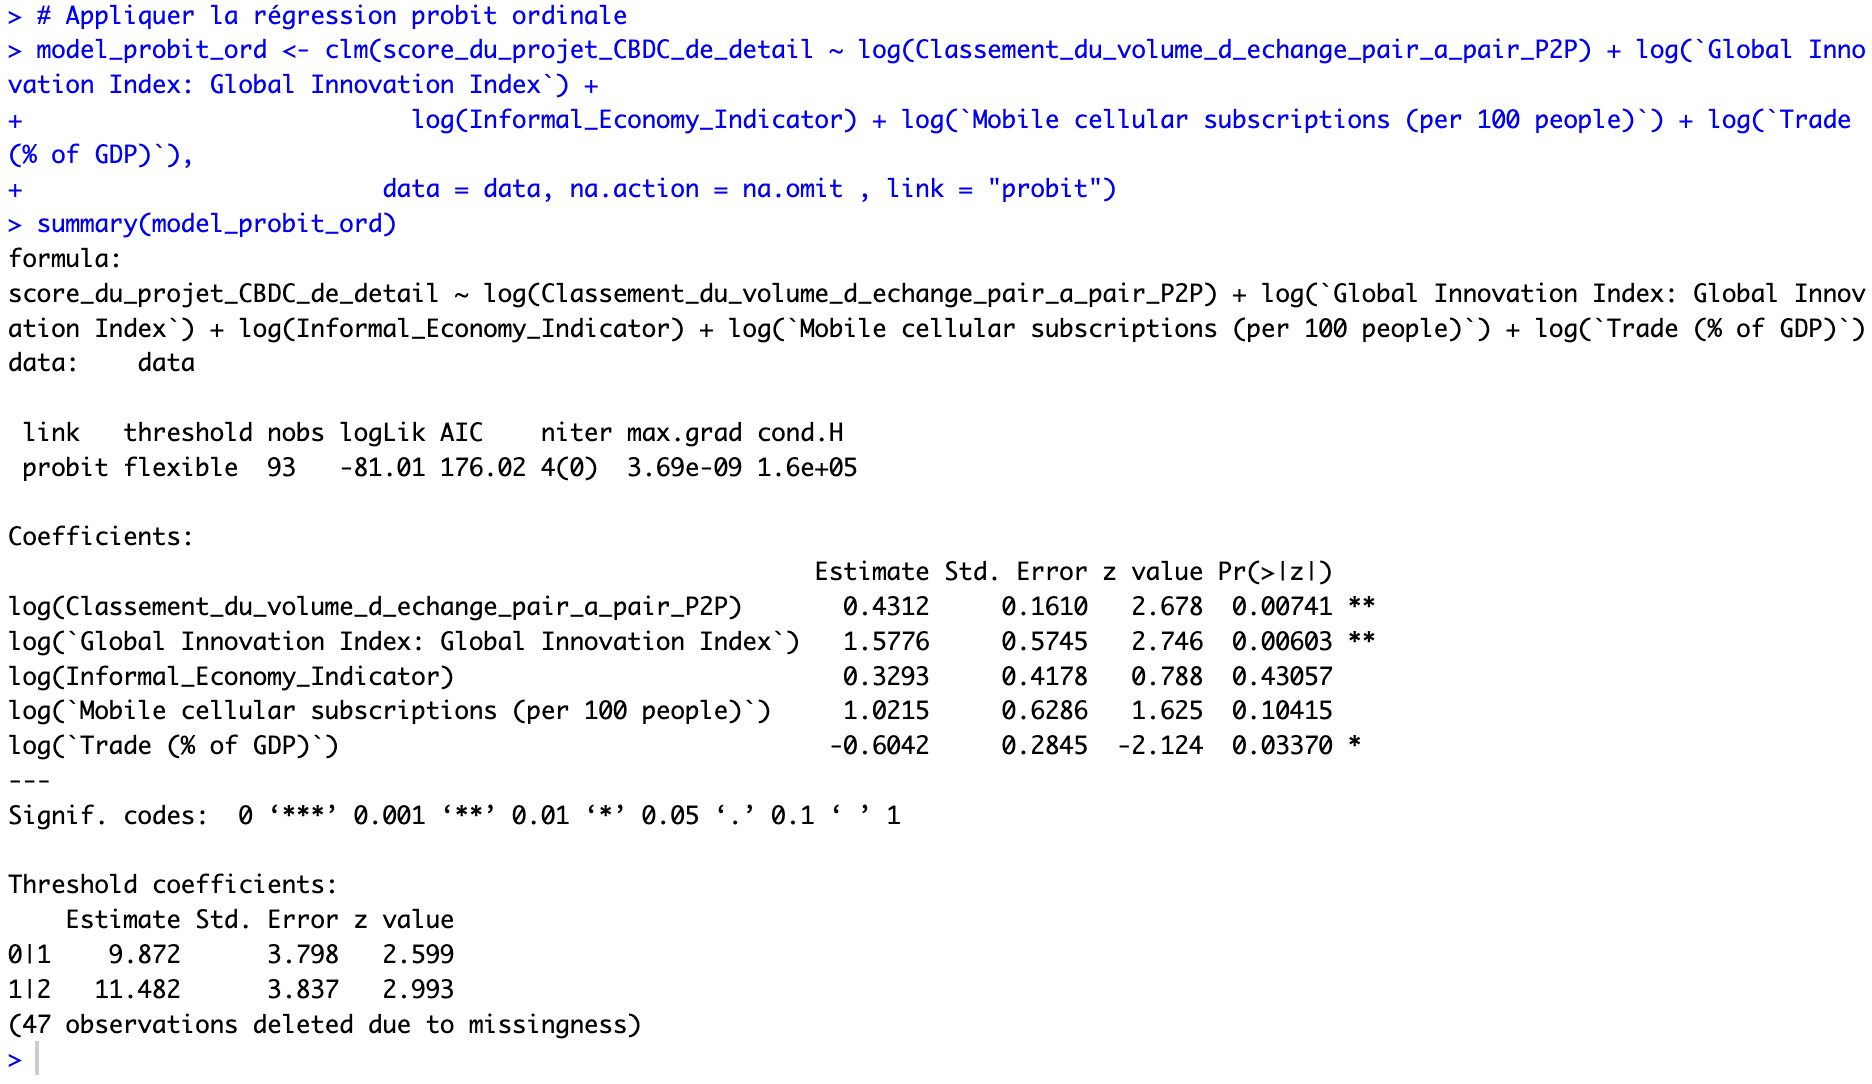 > # Appliquer la régression probit ordinale
> model_probit_ord <- clm(score_du_projet_CBDC_de_detail ~ log(Classement_du_volume_d_echange_pair_a_pair_P2P) + log(`Global Inno
vation Index: Global Innovation Index`) +
+                            log(Informal_Economy_Indicator) + log(`Mobile cellular subscriptions (per 100 people)`) + log(`Trade
(% of GDP)`),
+                          data = data, na.action = na.omit , link = "probit")
> summary(model_probit_ord)
formula:
score_du_projet_CBDC_de_detail ~ log(Classement_du_volume_d_echange_pair_a_pair_P2P) + log(`Global Innovation Index: Global Innov
ation Index`) + log(Informal_Economy_Indicator) + log(`Mobile cellular subscriptions (per 100 people)`) + log(`Trade (% of GDP)`)
data:    data

 link   threshold nobs logLik AIC    niter max.grad cond.H
 probit flexible  93   -81.01 176.02 4(0)  3.69e-09 1.6e+05

Coefficients:
                                                        Estimate Std. Error z value Pr(>|z|)
log(Classement_du_volume_d_echange_pair_a_pair_P2P)       0.4312     0.1610   2.678  0.00741 **
log(`Global Innovation Index: Global Innovation Index`)   1.5776     0.5745   2.746  0.00603 **
log(Informal_Economy_Indicator)                           0.3293     0.4178   0.788  0.43057
log(`Mobile cellular subscriptions (per 100 people)`)     1.0215     0.6286   1.625  0.10415
log(`Trade (% of GDP)`)                                  -0.6042     0.2845  -2.124  0.03370 *
---
Signif. codes:  0 ‘***’ 0.001 ‘**’ 0.01 ‘*’ 0.05 ‘.’ 0.1 ‘ ’ 1

Threshold coefficients:
    Estimate Std. Error z value
0|1    9.872      3.798   2.599
1|2   11.482      3.837   2.993
(47 observations deleted due to missingness)
>